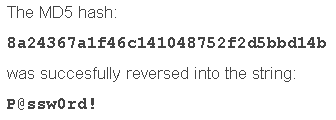 The MD5 hash:
8a24367a1f46c141048752f2d5bbd14b
was succesfully reversed into the string:
P@ssw0rd!